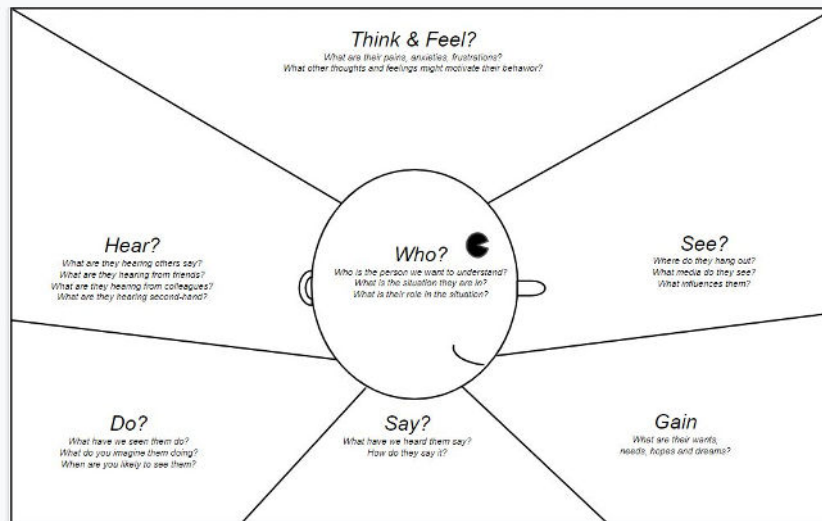 Think & Feel?
What are their pains, anxieties, frustrations?
What other thoughts and feelings might motivate their behavior?
Hear?
What are they hearing others say?
What are they hearing from friends?
What are they hearing from colleagues?
What are they hearing second-hand?
Who?
Who is the person we want to understand?
What is the situation they are in?
What is their role in the situation?
See?
Where do they hang out?
What media do they see?
What influences them?
Do?
What have we seen them do?
What do you imagine them doing?
When are you likely to see them?
Say?
What have we heard them say?
How do they say it?
Gain
What are their wants,
needs, hopes and dreams?